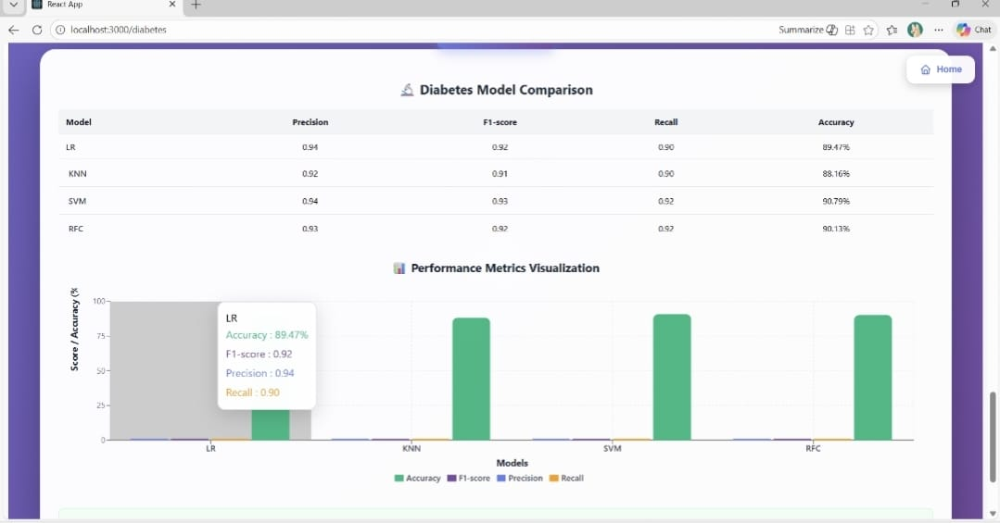 React App
localhost:3000/diabetes
Summarize
Chat
Home
Diabetes Model Comparison
Model Precision F1-score Recall Accuracy
LR 0.94 0.92 0.90 89.47%
KNN 0.92 0.91 0.90 88.16%
SVM 0.94 0.93 0.92 90.79%
RFC 0.93 0.92 0.92 90.13%
Performance Metrics Visualization
Score / Accuracy (%
100
75
50
25
0
LR
Accuracy : 89.47%
F1-score : 0.92
Precision : 0.94
Recall : 0.90
LR KNN SVM RFC
Models
Accuracy F1-score Precision Recall